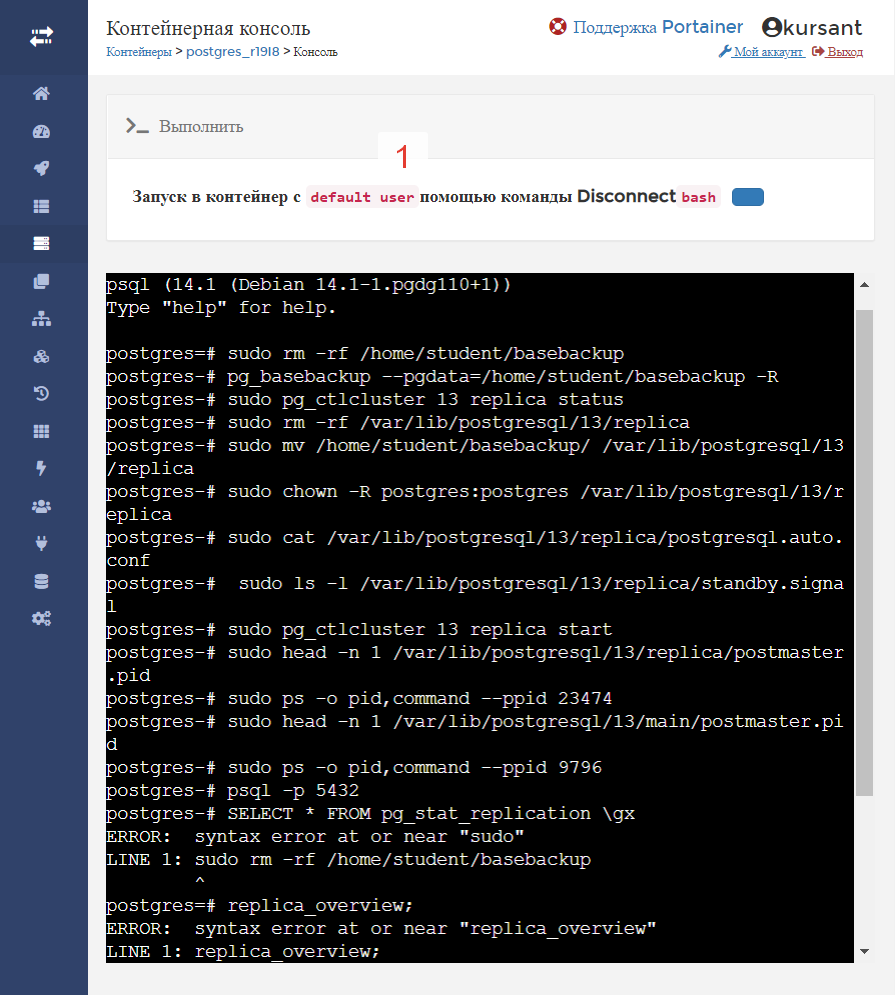 Контейнерная консоль
Поддержка Portainer
kursant
Контейнеры > postgres_r19l8 > Консоль
Мой аккаунт Выход
>_ Выполнить
1
Запуск в контейнер с default user помощью команды Disconnect bash
psql (14.1 (Debian 14.1-1.pgdg110+1))
Type "help" for help.
postgres=# sudo rm -rf /home/student/basebackup
postgres-# pg_basebackup --pgdata=/home/student/basebackup -R
postgres-# sudo pg_ctlcluster 13 replica status
postgres-# sudo rm -rf /var/lib/postgresql/13/replica
postgres-# sudo mv /home/student/basebackup/ /var/lib/postgresql/13
/replica
postgres-# sudo chown -R postgres:postgres /var/lib/postgresql/13/r
eplica
postgres-# sudo cat /var/lib/postgresql/13/replica/postgresql.auto.
conf
postgres-#  sudo ls -l /var/lib/postgresql/13/replica/standby.signa
l
postgres-# sudo pg_ctlcluster 13 replica start
postgres-# sudo head -n 1 /var/lib/postgresql/13/replica/postmaster
.pid
postgres-# sudo ps -o pid,command --ppid 23474
postgres-# sudo head -n 1 /var/lib/postgresql/13/main/postmaster.pi
d
postgres-# sudo ps -o pid,command --ppid 9796
postgres-# psql -p 5432
postgres-# SELECT * FROM pg_stat_replication \gx
ERROR:  syntax error at or near "sudo"
LINE 1: sudo rm -rf /home/student/basebackup
^
postgres=# replica_overview;
ERROR:  syntax error at or near "replica_overview"
LINE 1: replica_overview;